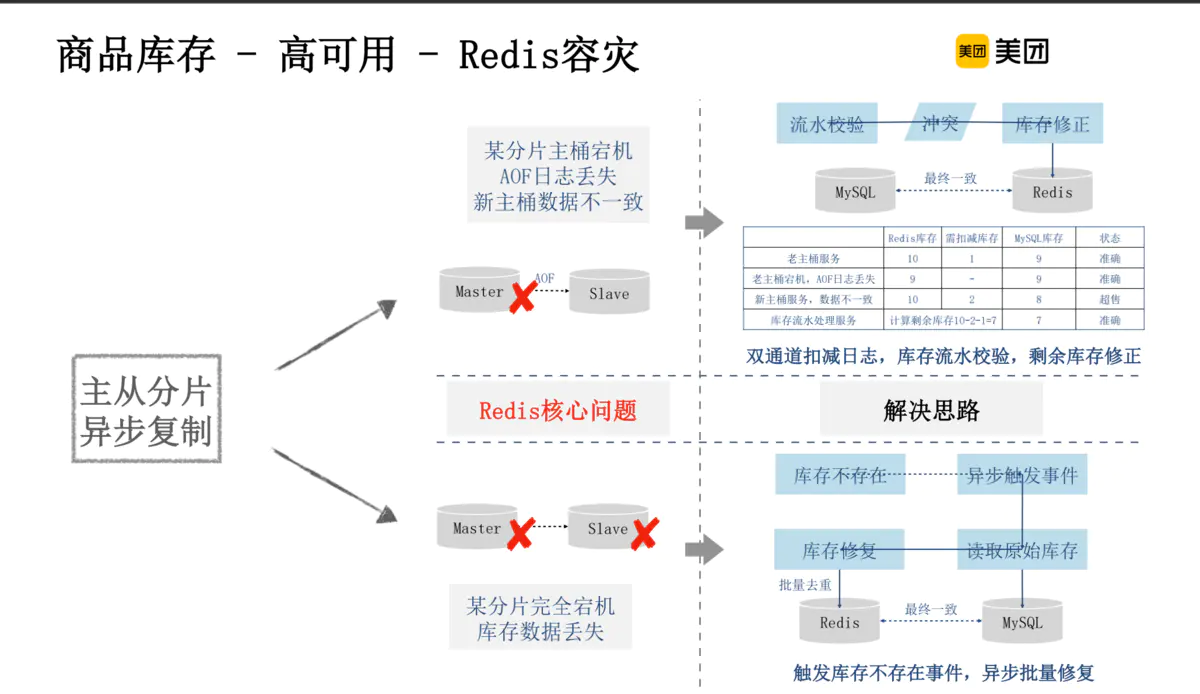 商品库存 - 高可用 - Redis容灾
美团 美团
主从分片
异步复制
某分片主桶宕机
AOF日志丢失
新主桶数据不一致
Master
AOF
Slave
流水校验
冲突
库存修正
MySQL
最终一致
Redis
Redis库存 需扣减库存 MySQL库存 状态
老主桶服务 10 1 9 准确
老主桶宕机，AOF日志丢失 9 - 9 准确
新主桶服务，数据不一致 10 2 8 超售
库存流水处理服务 计算剩余库存10-2-1=7 7 准确
双通道扣减日志，库存流水校验，剩余库存修正
Redis核心问题
解决思路
Master
Slave
某分片完全宕机
库存数据丢失
库存不存在
异步触发事件
库存修复
读取原始库存
批量去重
Redis
最终一致
MySQL
触发库存不存在事件，异步批量修复